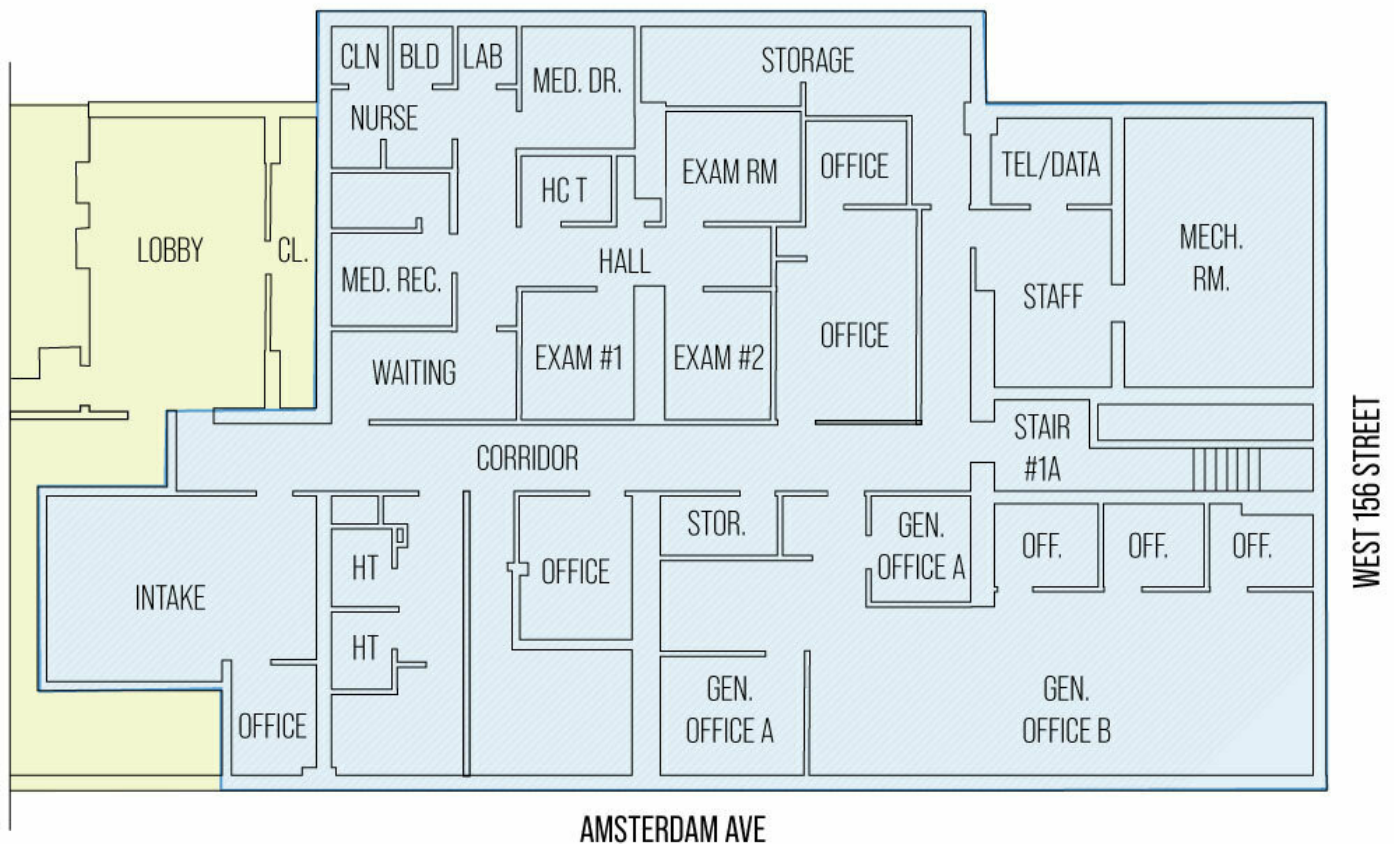 CLN
BLD
LAB
MED. DR.
STORAGE
NURSE
HC T
EXAM RM
OFFICE
TEL/DATA
LOBBY
CL.
MED. REC.
HALL
MECH.
RM.
STAFF
OFFICE
WAITING
EXAM #1
EXAM #2
CORRIDOR
STAIR
#1A
WEST 156 STREET
INTAKE
HT
HT
OFFICE
STOR.
GEN.
OFFICE A
OFF.
OFF.
OFF.
OFFICE
GEN.
OFFICE A
GEN.
OFFICE B
AMSTERDAM AVE